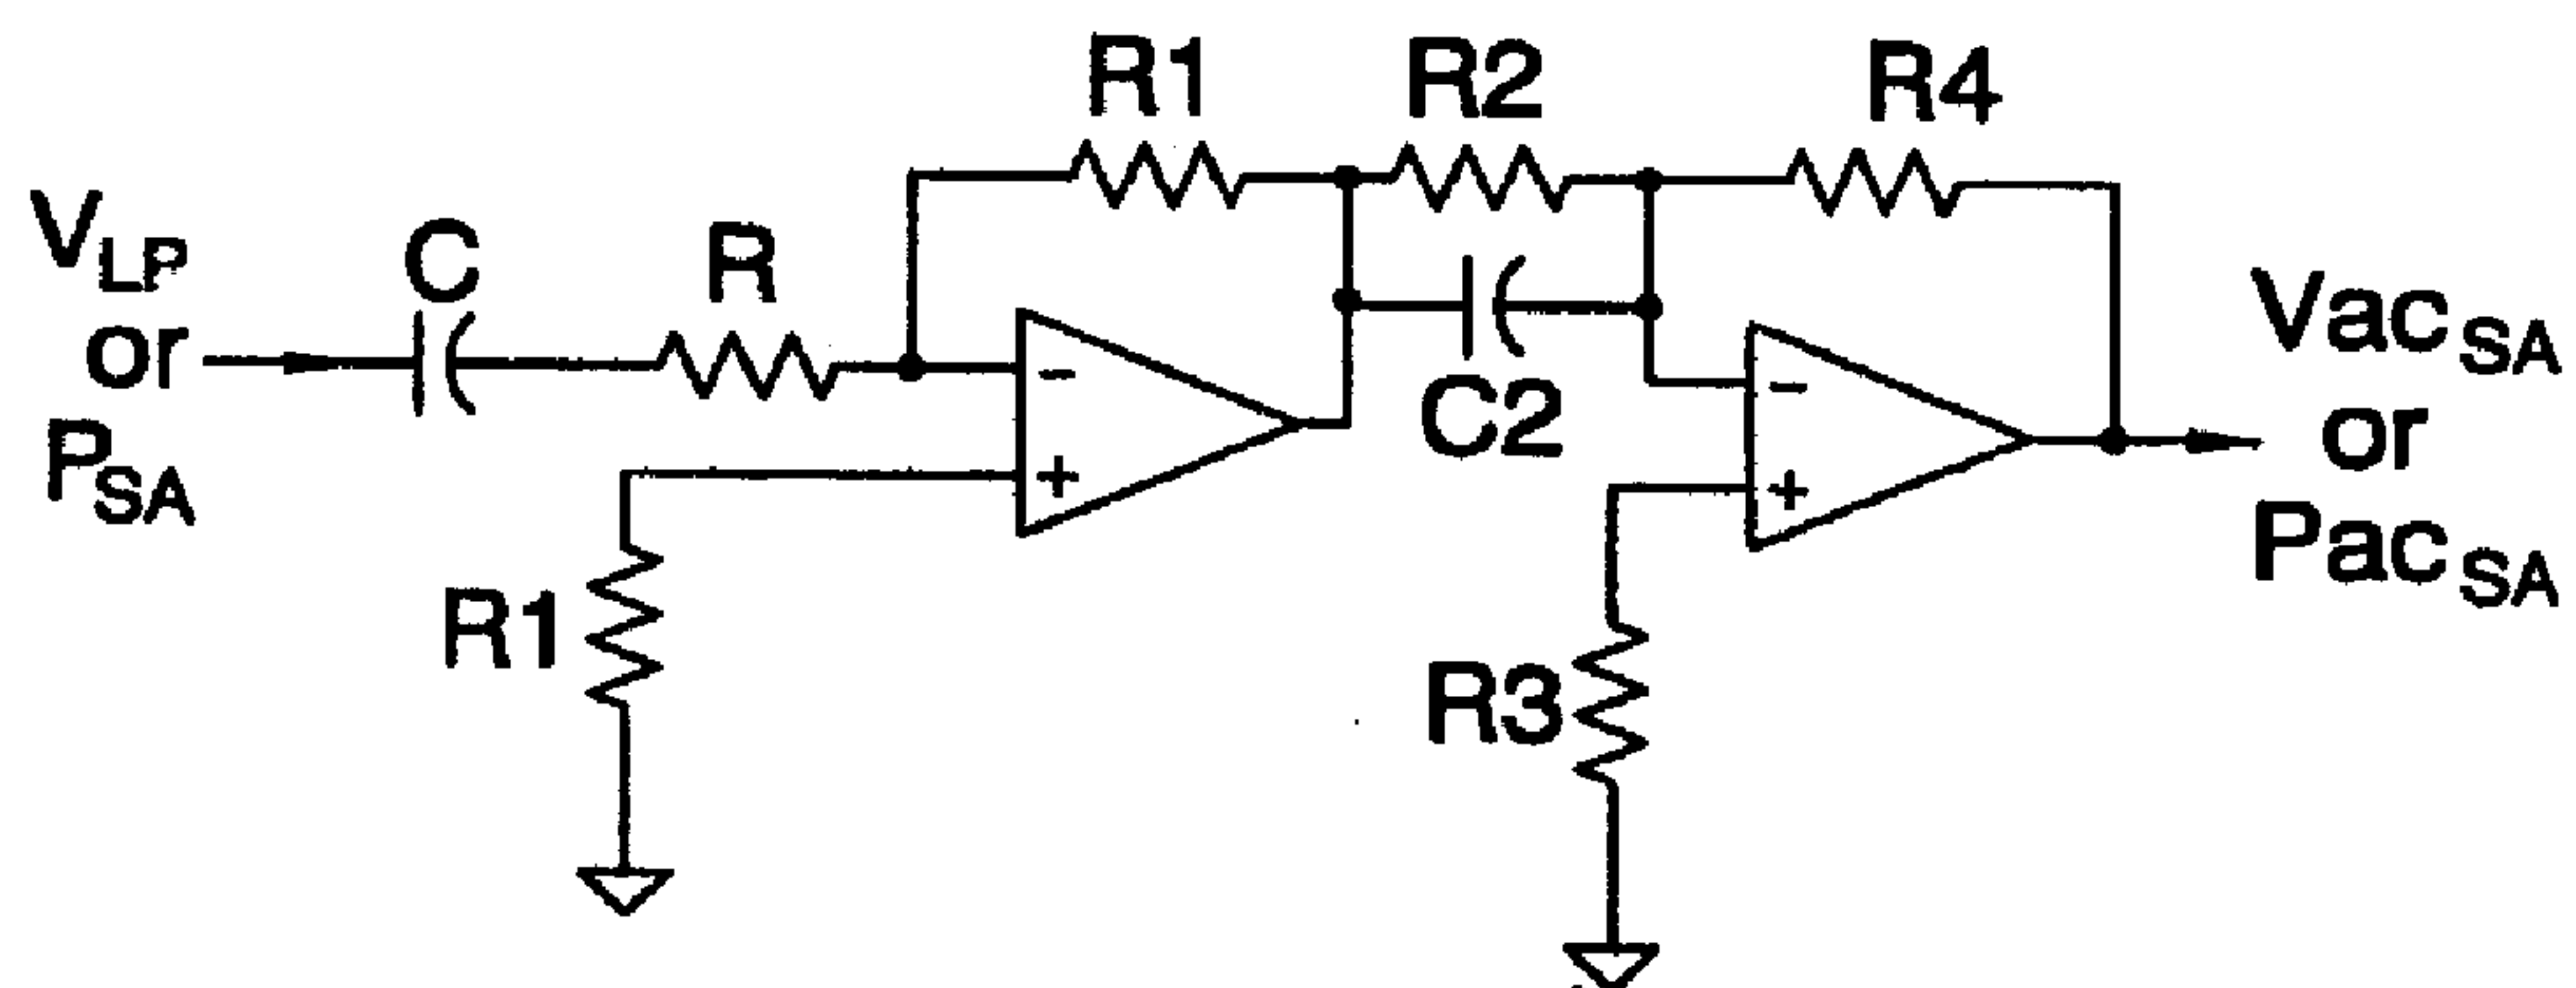 R1
R2
R4
V_LP
or
P_SA
C
R
−
+
C2
−
+
R1
R3
Vac_SA
or
Pac_SA